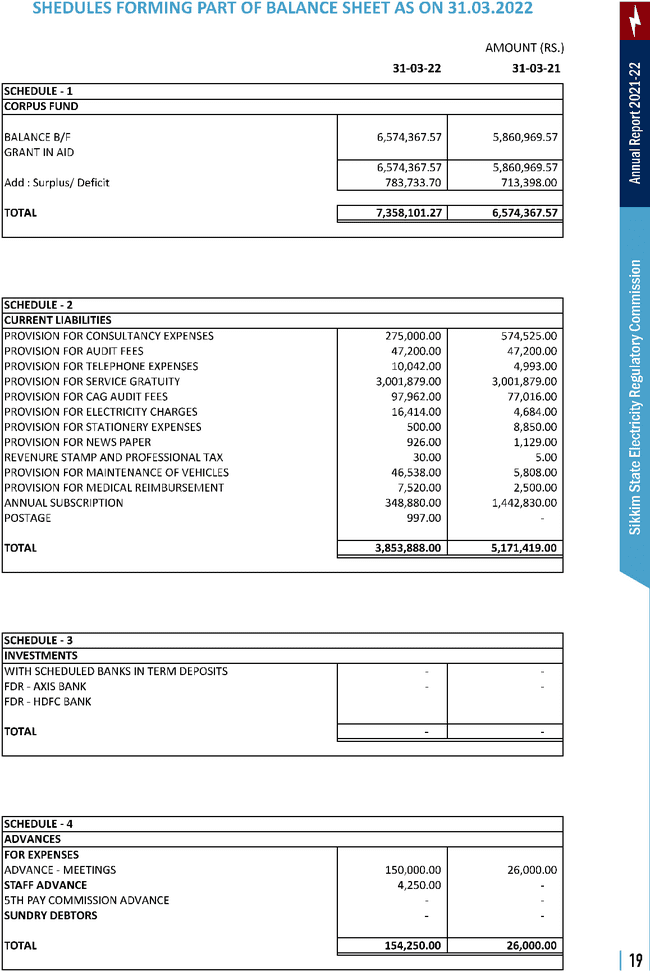 SHEDULES FORMING PART OF BALANCE SHEET AS ON 31.03.2022
AMOUNT (RS.)
31-03-22 31-03-21
SCHEDULE - 1
CORPUS FUND
BALANCE B/F 6,574,367.57 5,860,969.57
GRANT IN AID
6,574,367.57 5,860,969.57
Add : Surplus/ Deficit 783,733.70 713,398.00
TOTAL 7,358,101.27 6,574,367.57
SCHEDULE - 2
CURRENT LIABILITIES
PROVISION FOR CONSULTANCY EXPENSES 275,000.00 574,525.00
PROVISION FOR AUDIT FEES 47,200.00 47,200.00
PROVISION FOR TELEPHONE EXPENSES 10,042.00 4,993.00
PROVISION FOR SERVICE GRATUITY 3,001,879.00 3,001,879.00
PROVISION FOR CAG AUDIT FEES 97,962.00 77,016.00
PROVISION FOR ELECTRICITY CHARGES 16,414.00 4,684.00
PROVISION FOR STATIONERY EXPENSES 500.00 8,850.00
PROVISION FOR NEWS PAPER 926.00 1,129.00
REVENURE STAMP AND PROFESSIONAL TAX 30.00 5.00
PROVISION FOR MAINTENANCE OF VEHICLES 46,538.00 5,808.00
PROVISION FOR MEDICAL REIMBURSEMENT 7,520.00 2,500.00
ANNUAL SUBSCRIPTION 348,880.00 1,442,830.00
POSTAGE 997.00 -
TOTAL 3,853,888.00 5,171,419.00
SCHEDULE - 3
INVESTMENTS
WITH SCHEDULED BANKS IN TERM DEPOSITS - -
FDR - AXIS BANK - -
FDR - HDFC BANK
TOTAL - -
SCHEDULE - 4
ADVANCES
FOR EXPENSES
ADVANCE - MEETINGS 150,000.00 26,000.00
STAFF ADVANCE 4,250.00 -
5TH PAY COMMISSION ADVANCE - -
SUNDRY DEBTORS - -
TOTAL 154,250.00 26,000.00
Annual Report 2021-22
Sikkim State Electricity Regulatory Commission
19